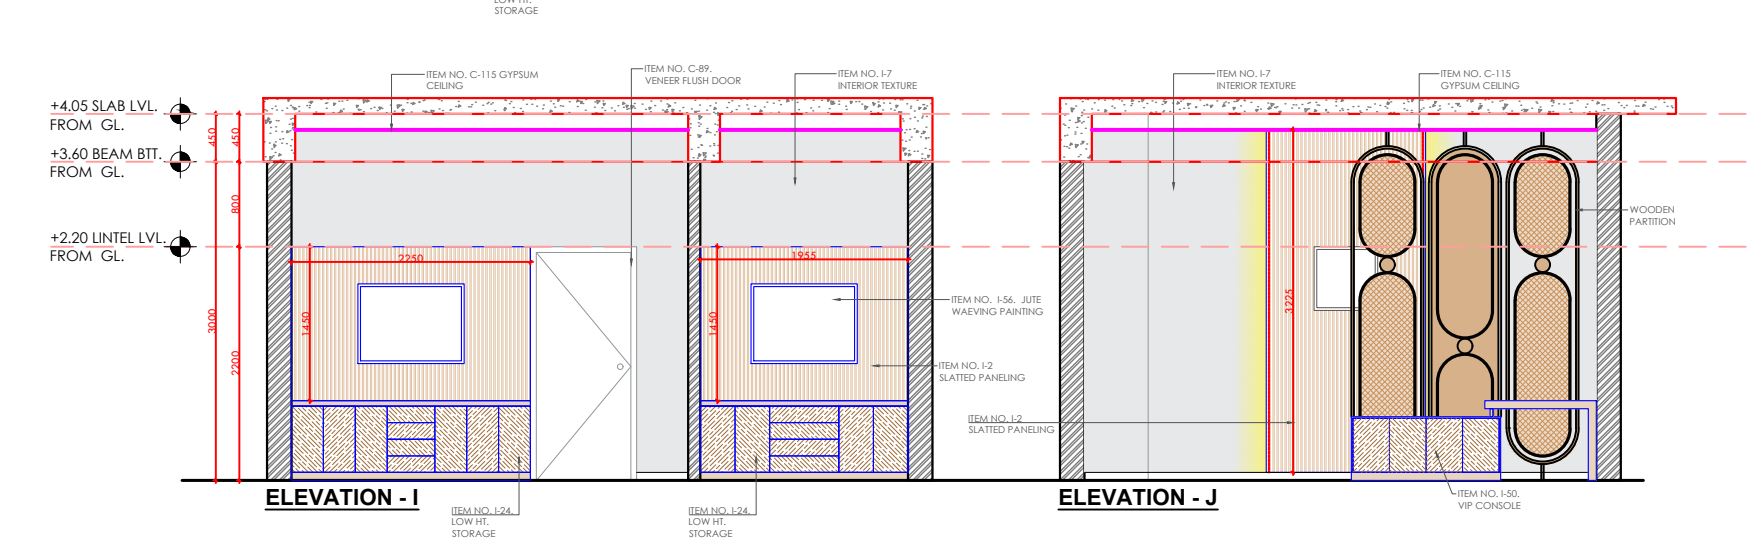 LOW HT.
STORAGE
ITEM NO. C-115 GYPSUM
CEILING
ITEM NO. C-89.
VENEER FLUSH DOOR
ITEM NO. I-7
INTERIOR TEXTURE
ITEM NO. I-7
INTERIOR TEXTURE
ITEM NO. C-115
GYPSUM CEILING
+4.05 SLAB LVL.
FROM GL.
450
450
+3.60 BEAM BTT.
FROM GL.
800
+2.20 LINTEL LVL.
FROM GL.
WOODEN
PARTITION
2250
1955
3000
2200
1450
1450
3225
ITEM NO. I-56. JUTE
WAEVING PAINTING
ITEM NO. I-2
SLATTED PANELING
ITEM NO. I-2
SLATTED PANELING
ELEVATION - I
ELEVATION - J
ITEM NO. I-24.
LOW HT.
STORAGE
ITEM NO. I-24.
LOW HT.
STORAGE
ITEM NO. I-50.
VIP CONSOLE